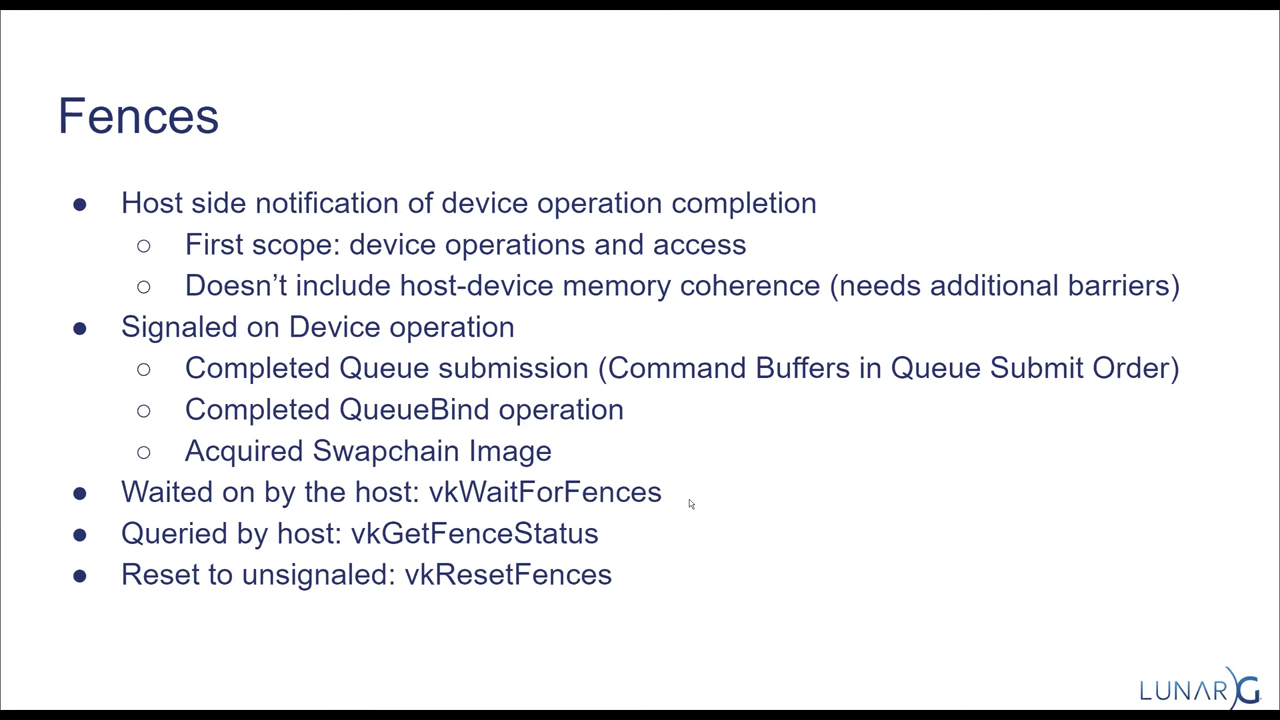 Fences
● Host side notification of device operation completion
○ First scope: device operations and access
○ Doesn’t include host-device memory coherence (needs additional barriers)
● Signaled on Device operation
○ Completed Queue submission (Command Buffers in Queue Submit Order)
○ Completed QueueBind operation
○ Acquired Swapchain Image
● Waited on by the host: vkWaitForFences
● Queried by host: vkGetFenceStatus
● Reset to unsignaled: vkResetFences
LUNARG